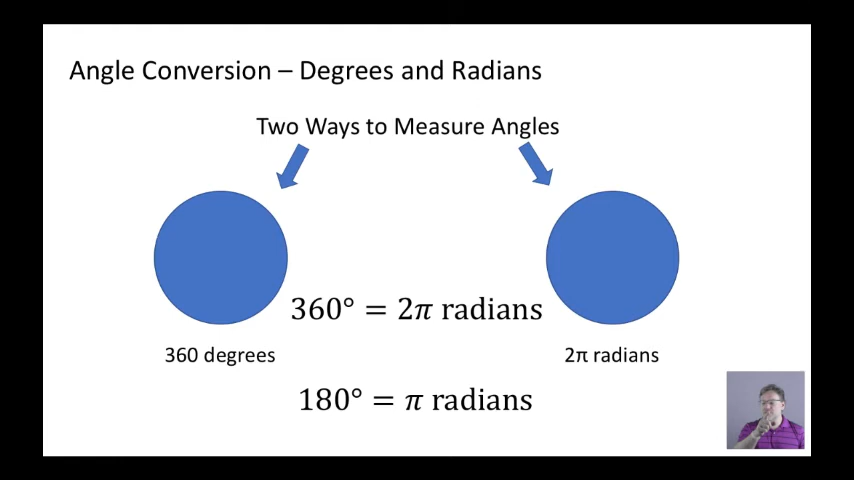 Angle Conversion – Degrees and Radians
Two Ways to Measure Angles
360° = 2π radians
360 degrees
2π radians
180° = π radians